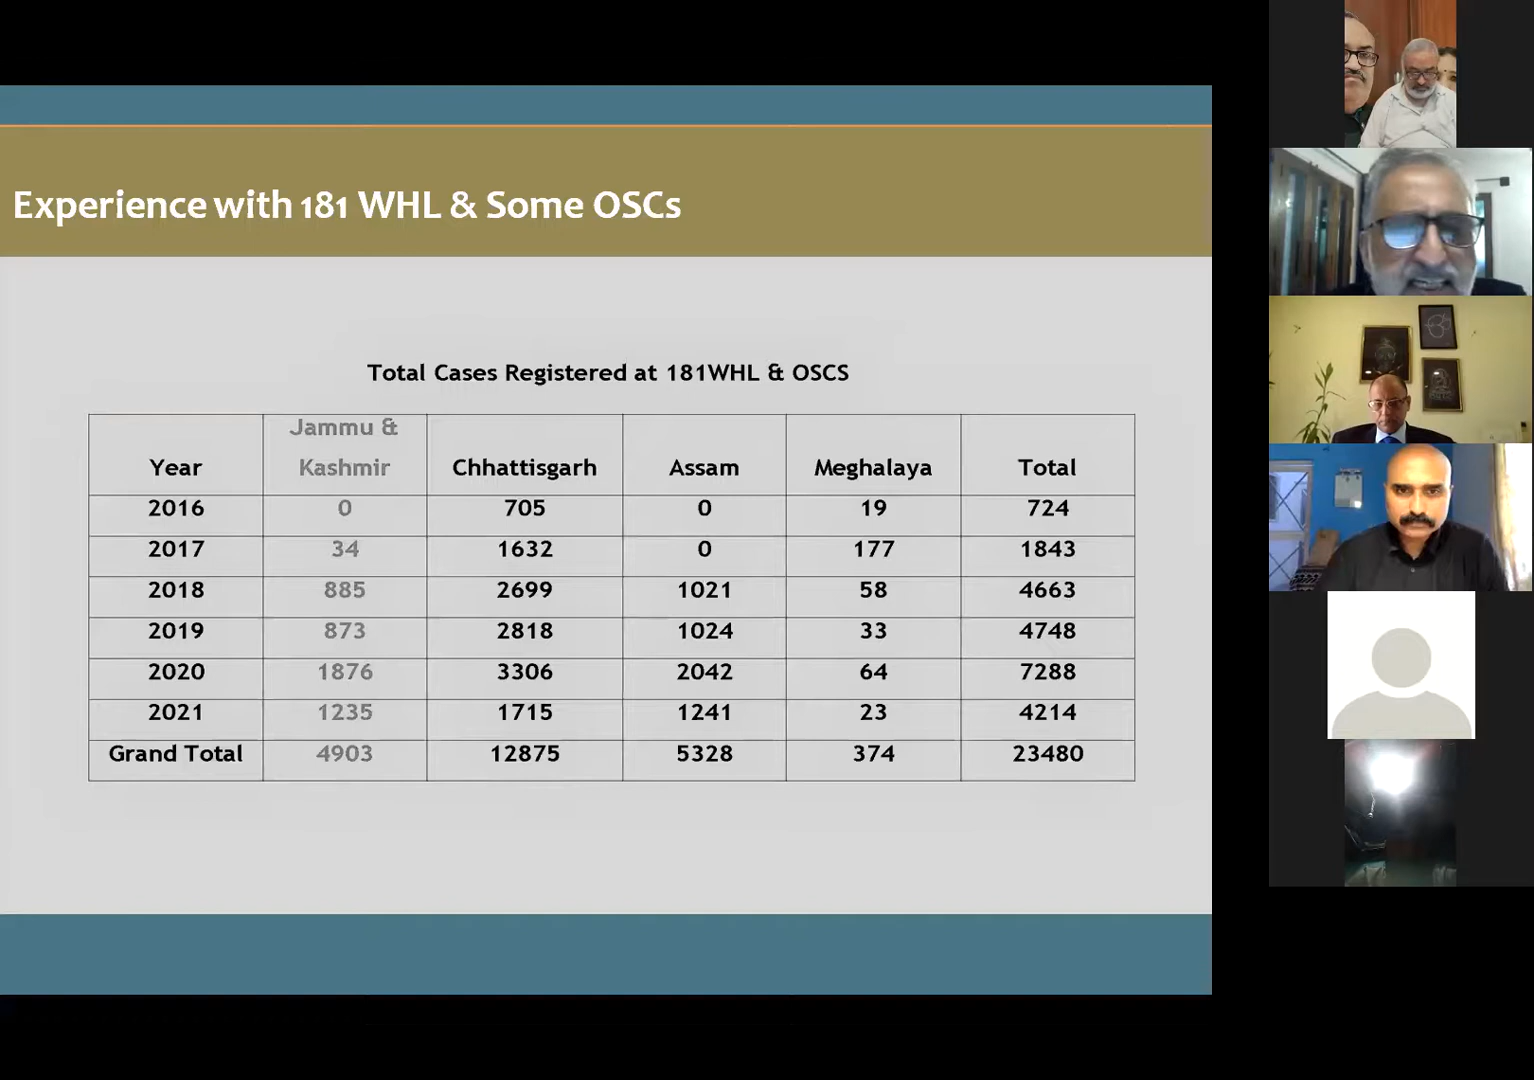 Experience with 181 WHL & Some OSCs
Total Cases Registered at 181WHL & OSCS
Year Jammu & Kashmir Chhattisgarh Assam Meghalaya Total
2016 0 705 0 19 724
2017 34 1632 0 177 1843
2018 885 2699 1021 58 4663
2019 873 2818 1024 33 4748
2020 1876 3306 2042 64 7288
2021 1235 1715 1241 23 4214
Grand Total 4903 12875 5328 374 23480